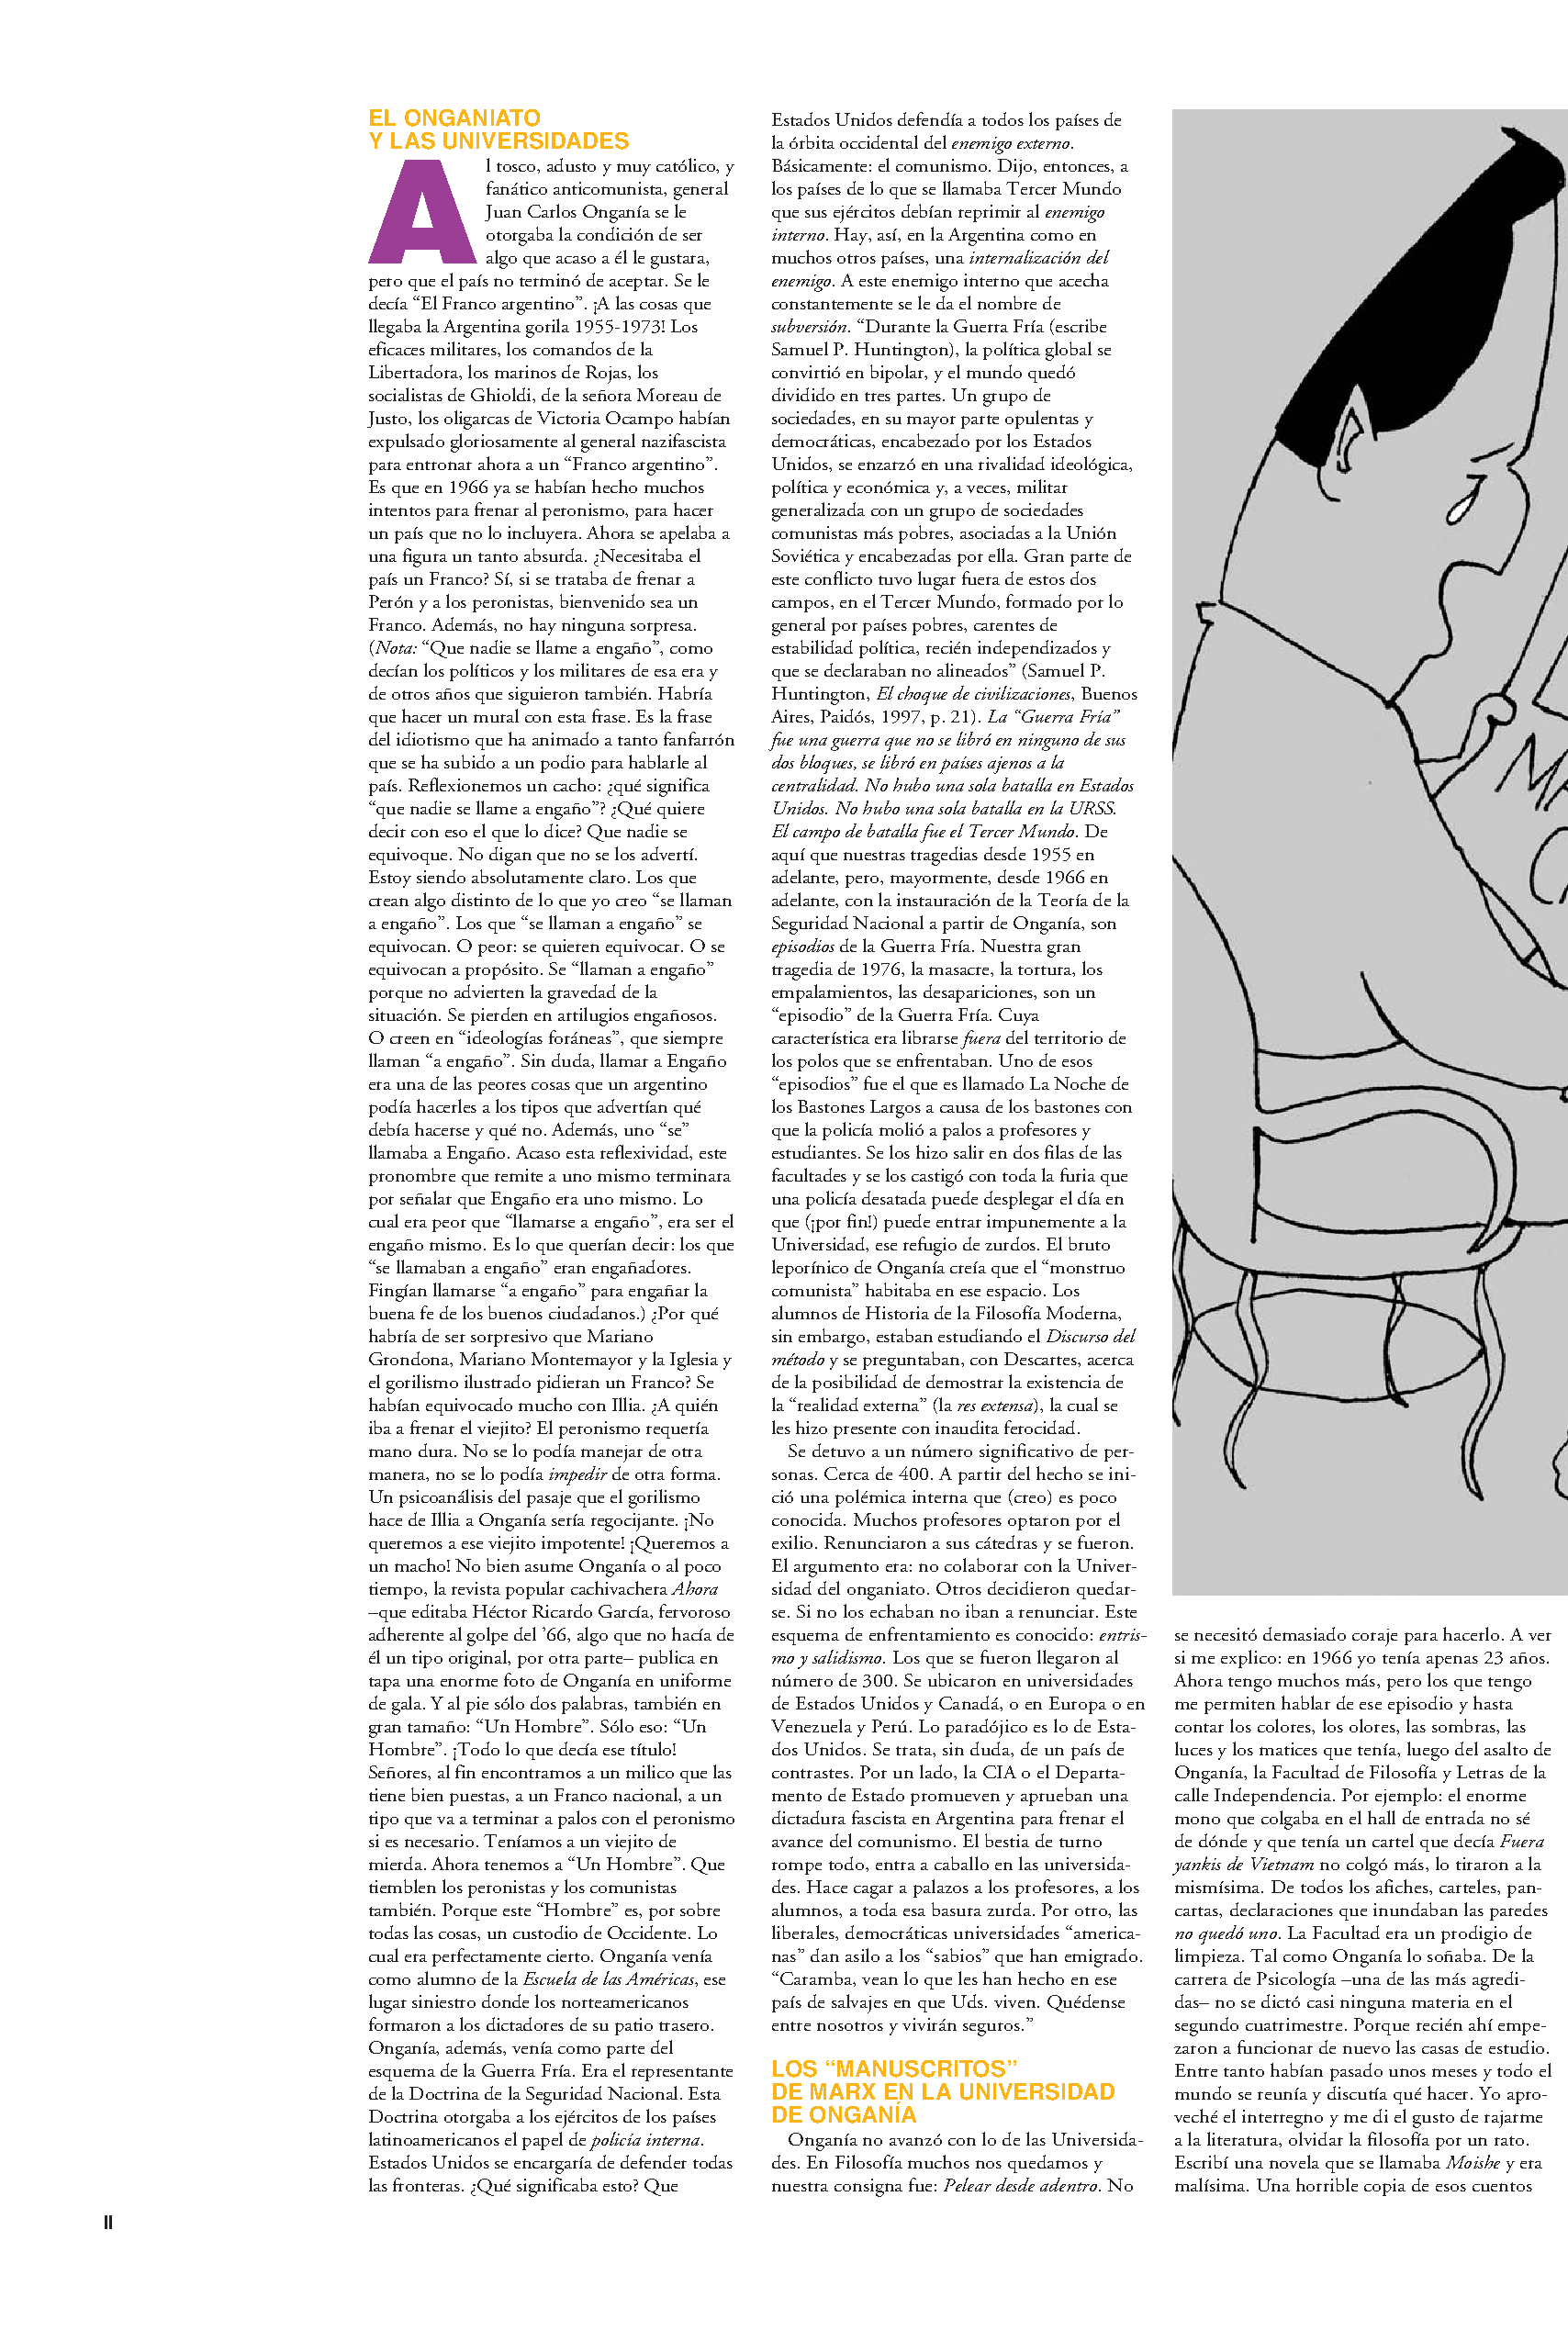 EL ONGANIATO
Y LAS UNIVERSIDADES
Al tosco, adusto y muy católico, y
fanático anticomunista, general
Juan Carlos Onganía se le
otorgaba la condición de ser
algo que acaso a él le gustara,
pero que el país no terminó de aceptar. Se le
decía “El Franco argentino”. ¡A las cosas que
llegaba la Argentina gorila 1955-1973! Los
eficaces militares, los comandos de la
Libertadora, los marinos de Rojas, los
socialistas de Ghioldi, de la señora Moreau de
Justo, los oligarcas de Victoria Ocampo habían
expulsado gloriosamente al general nazifascista
para entronar ahora a un “Franco argentino”.
Es que en 1966 ya se habían hecho muchos
intentos para frenar al peronismo, para hacer
un país que no lo incluyera. Ahora se apelaba a
una figura un tanto absurda. ¿Necesitaba el
país un Franco? Sí, si se trataba de frenar a
Perón y a los peronistas, bienvenido sea un
Franco. Además, no hay ninguna sorpresa.
(Nota: “Que nadie se llame a engaño”, como
decían los políticos y los militares de esa era y
de otros años que siguieron también. Habría
que hacer un mural con esta frase. Es la frase
del idiotismo que ha animado a tanto fanfarrón
que se ha subido a un podio para hablarle al
país. Reflexionemos un cacho: ¿qué significa
“que nadie se llame a engaño”? ¿Qué quiere
decir con eso el que lo dice? Que nadie se
equivoque. No digan que no se los advertí.
Estoy siendo absolutamente claro. Los que
crean algo distinto de lo que yo creo “se llaman
a engaño”. Los que “se llaman a engaño” se
equivocan. O peor: se quieren equivocar. O se
equivocan a propósito. Se “llaman a engaño”
porque no advierten la gravedad de la
situación. Se pierden en artilugios engañosos.
O creen en “ideologías foráneas”, que siempre
llaman “a engaño”. Sin duda, llamar a Engaño
era una de las peores cosas que un argentino
podía hacerles a los tipos que advertían qué
debía hacerse y qué no. Además, uno “se”
llamaba a Engaño. Acaso esta reflexividad, este
pronombre que remite a uno mismo terminara
por señalar que Engaño era uno mismo. Lo
cual era peor que “llamarse a engaño”, era ser el
engaño mismo. Es lo que querían decir: los que
“se llamaban a engaño” eran engañadores.
Fingían llamarse “a engaño” para engañar la
buena fe de los buenos ciudadanos.) ¿Por qué
habría de ser sorpresivo que Mariano
Grondona, Mariano Montemayor y la Iglesia y
el gorilismo ilustrado pidieran un Franco? Se
habían equivocado mucho con Illia. ¿A quién
iba a frenar el viejito? El peronismo requería
mano dura. No se lo podía manejar de otra
manera, no se lo podía impedir de otra forma.
Un psicoanálisis del pasaje que el gorilismo
hace de Illia a Onganía sería regocijante. ¡No
queremos a ese viejito impotente! ¡Queremos a
un macho! No bien asume Onganía o al poco
tiempo, la revista popular cachivachera Ahora
–que editaba Héctor Ricardo García, fervoroso
adherente al golpe del ’66, algo que no hacía de
él un tipo original, por otra parte– publica en
tapa una enorme foto de Onganía en uniforme
de gala. Y al pie sólo dos palabras, también en
gran tamaño: “Un Hombre”. Sólo eso: “Un
Hombre”. ¡Todo lo que decía ese título!
Señores, al fin encontramos a un milico que las
tiene bien puestas, a un Franco nacional, a un
tipo que va a terminar a palos con el peronismo
si es necesario. Teníamos a un viejito de
mierda. Ahora tenemos a “Un Hombre”. Que
tiemblen los peronistas y los comunistas
también. Porque este “Hombre” es, por sobre
todas las cosas, un custodio de Occidente. Lo
cual era perfectamente cierto. Onganía venía
como alumno de la Escuela de las Américas, ese
lugar siniestro donde los norteamericanos
formaron a los dictadores de su patio trasero.
Onganía, además, venía como parte del
esquema de la Guerra Fría. Era el representante
de la Doctrina de la Seguridad Nacional. Esta
Doctrina otorgaba a los ejércitos de los países
latinoamericanos el papel de policía interna.
Estados Unidos se encargaría de defender todas
las fronteras. ¿Qué significaba esto? Que
Estados Unidos defendía a todos los países de
la órbita occidental del enemigo externo.
Básicamente: el comunismo. Dijo, entonces, a
los países de lo que se llamaba Tercer Mundo
que sus ejércitos debían reprimir al enemigo
interno. Hay, así, en la Argentina como en
muchos otros países, una internalización del
enemigo. A este enemigo interno que acecha
constantemente se le da el nombre de
subversión. “Durante la Guerra Fría (escribe
Samuel P. Huntington), la política global se
convirtió en bipolar, y el mundo quedó
dividido en tres partes. Un grupo de
sociedades, en su mayor parte opulentas y
democráticas, encabezado por los Estados
Unidos, se enzarzó en una rivalidad ideológica,
política y económica y, a veces, militar
generalizada con un grupo de sociedades
comunistas más pobres, asociadas a la Unión
Soviética y encabezadas por ella. Gran parte de
este conflicto tuvo lugar fuera de estos dos
campos, en el Tercer Mundo, formado por lo
general por países pobres, carentes de
estabilidad política, recién independizados y
que se declaraban no alineados” (Samuel P.
Huntington, El choque de civilizaciones, Buenos
Aires, Paidós, 1997, p. 21). La “Guerra Fría”
fue una guerra que no se libró en ninguno de sus
dos bloques, se libró en países ajenos a la
centralidad. No hubo una sola batalla en Estados
Unidos. No hubo una sola batalla en la URSS.
El campo de batalla fue el Tercer Mundo. De
aquí que nuestras tragedias desde 1955 en
adelante, pero, mayormente, desde 1966 en
adelante, con la instauración de la Teoría de la
Seguridad Nacional a partir de Onganía, son
episodios de la Guerra Fría. Nuestra gran
tragedia de 1976, la masacre, la tortura, los
empalamientos, las desapariciones, son un
“episodio” de la Guerra Fría. Cuya
característica era librarse fuera del territorio de
los polos que se enfrentaban. Uno de esos
“episodios” fue el que es llamado La Noche de
los Bastones Largos a causa de los bastones con
que la policía molió a palos a profesores y
estudiantes. Se los hizo salir en dos filas de las
facultades y se los castigó con toda la furia que
una policía desatada puede desplegar el día en
que (¡por fin!) puede entrar impunemente a la
Universidad, ese refugio de zurdos. El bruto
leporínico de Onganía creía que el “monstruo
comunista” habitaba en ese espacio. Los
alumnos de Historia de la Filosofía Moderna,
sin embargo, estaban estudiando el Discurso del
método y se preguntaban, con Descartes, acerca
de la posibilidad de demostrar la existencia de
la “realidad externa” (la res extensa), la cual se
les hizo presente con inaudita ferocidad.
Se detuvo a un número significativo de per-
sonas. Cerca de 400. A partir del hecho se ini-
ció una polémica interna que (creo) es poco
conocida. Muchos profesores optaron por el
exilio. Renunciaron a sus cátedras y se fueron.
El argumento era: no colaborar con la Univer-
sidad del onganiato. Otros decidieron quedar-
se. Si no los echaban no iban a renunciar. Este
esquema de enfrentamiento es conocido: entris-
mo y salidismo. Los que se fueron llegaron al
número de 300. Se ubicaron en universidades
de Estados Unidos y Canadá, o en Europa o en
Venezuela y Perú. Lo paradójico es lo de Esta-
dos Unidos. Se trata, sin duda, de un país de
contrastes. Por un lado, la CIA o el Departa-
mento de Estado promueven y aprueban una
dictadura fascista en Argentina para frenar el
avance del comunismo. El bestia de turno
rompe todo, entra a caballo en las universida-
des. Hace cagar a palazos a los profesores, a los
alumnos, a toda esa basura zurda. Por otro, las
liberales, democráticas universidades “america-
nas” dan asilo a los “sabios” que han emigrado.
“Caramba, vean lo que les han hecho en ese
país de salvajes en que Uds. viven. Quédense
entre nosotros y vivirán seguros.”
LOS “MANUSCRITOS”
DE MARX EN LA UNIVERSIDAD
DE ONGANÍA
Onganía no avanzó con lo de las Universida-
des. En Filosofía muchos nos quedamos y
nuestra consigna fue: Pelear desde adentro. No
MA
C
se necesitó demasiado coraje para hacerlo. A ver
si me explico: en 1966 yo tenía apenas 23 años.
Ahora tengo muchos más, pero los que tengo
me permiten hablar de ese episodio y hasta
contar los colores, los olores, las sombras, las
luces y los matices que tenía, luego del asalto de
Onganía, la Facultad de Filosofía y Letras de la
calle Independencia. Por ejemplo: el enorme
mono que colgaba en el hall de entrada no sé
de dónde y que tenía un cartel que decía Fuera
yankis de Vietnam no colgó más, lo tiraron a la
mismísima. De todos los afiches, carteles, pan-
cartas, declaraciones que inundaban las paredes
no quedó uno. La Facultad era un prodigio de
limpieza. Tal como Onganía lo soñaba. De la
carrera de Psicología –una de las más agredi-
das– no se dictó casi ninguna materia en el
segundo cuatrimestre. Porque recién ahí empe-
zaron a funcionar de nuevo las casas de estudio.
Entre tanto habían pasado unos meses y todo el
mundo se reunía y discutía qué hacer. Yo apro-
veché el interregno y me di el gusto de rajarme
a la literatura, olvidar la filosofía por un rato.
Escribí una novela que se llamaba Moishe y era
malísima. Una horrible copia de esos cuentos
II